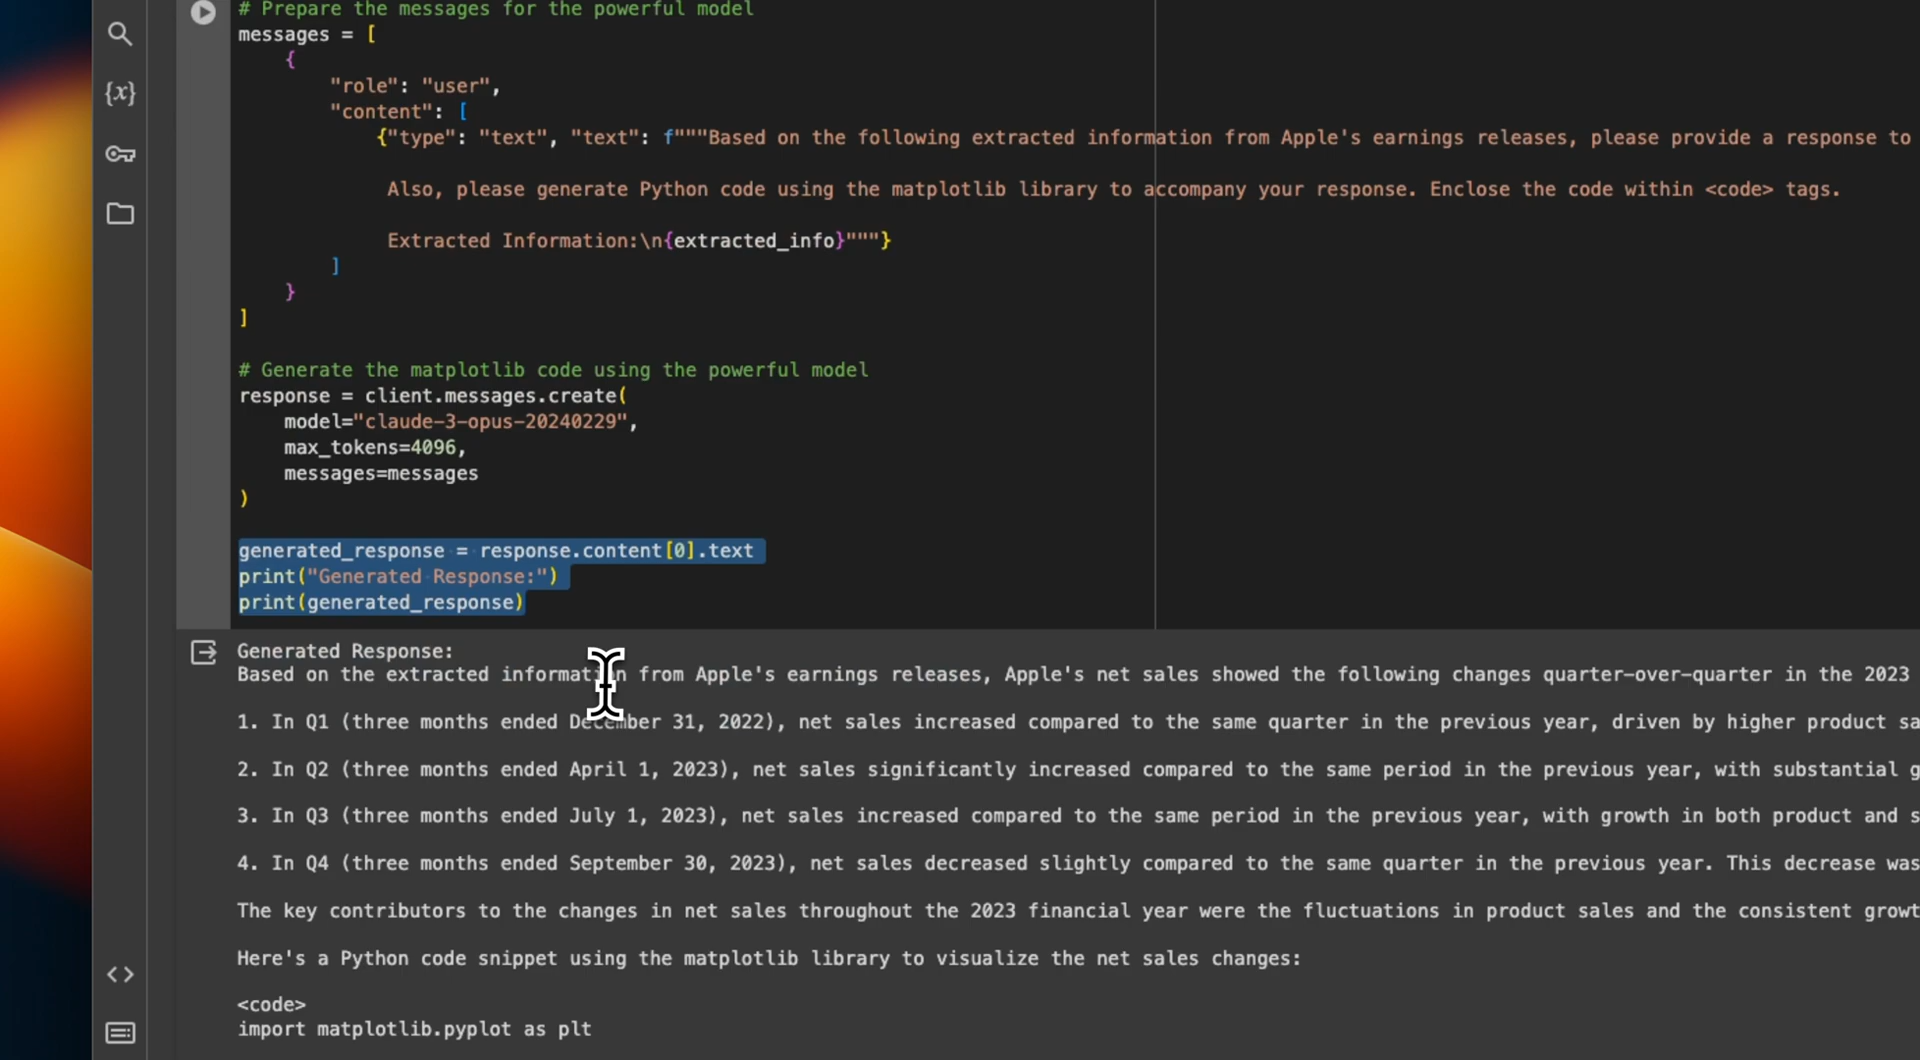 # Prepare the messages for the powerful model
messages = [
{
"role": "user",
"content": [
{"type": "text", "text": f"""Based on the following extracted information from Apple's earnings releases, please provide a response to
Also, please generate Python code using the matplotlib library to accompany your response. Enclose the code within <code> tags.
Extracted Information:\n{extracted_info}"""}
]
}
]
# Generate the matplotlib code using the powerful model
response = client.messages.create(
model="claude-3-opus-20240229",
max_tokens=4096,
messages=messages
)
generated_response = response.content[0].text
print("Generated Response:")
print(generated_response)
Generated Response:
Based on the extracted information from Apple's earnings releases, Apple's net sales showed the following changes quarter-over-quarter in the 2023
1. In Q1 (three months ended December 31, 2022), net sales increased compared to the same quarter in the previous year, driven by higher product sa
2. In Q2 (three months ended April 1, 2023), net sales significantly increased compared to the same period in the previous year, with substantial g
3. In Q3 (three months ended July 1, 2023), net sales increased compared to the same period in the previous year, with growth in both product and s
4. In Q4 (three months ended September 30, 2023), net sales decreased slightly compared to the same quarter in the previous year. This decrease was
The key contributors to the changes in net sales throughout the 2023 financial year were the fluctuations in product sales and the consistent growt
Here's a Python code snippet using the matplotlib library to visualize the net sales changes:
<code>
import matplotlib.pyplot as plt